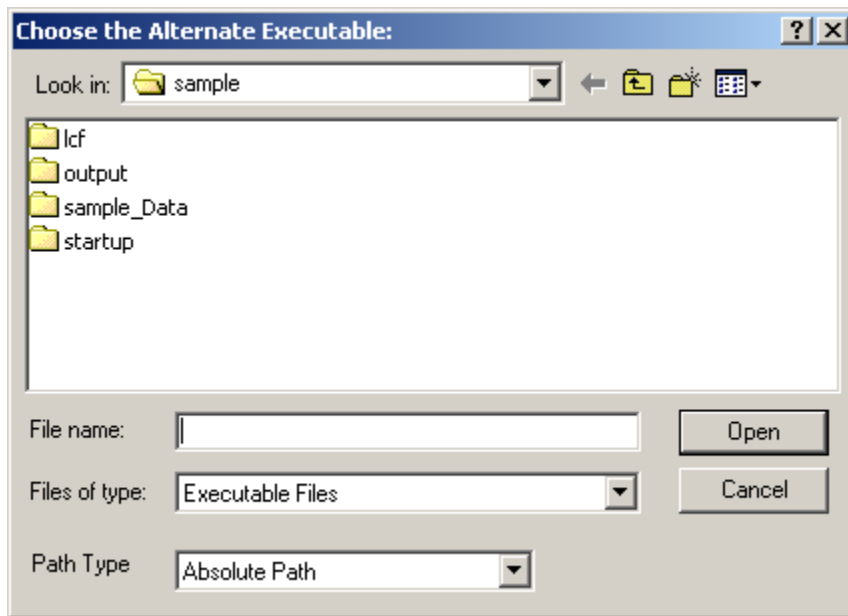 Choose the Alternate Executable:
Look in: sample
lcf
output
sample_Data
startup
File name: Open
Files of type: Executable Files Cancel
Path Type Absolute Path